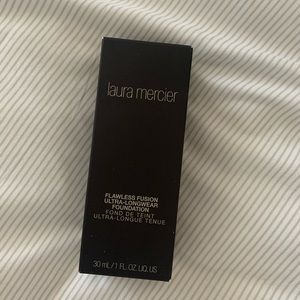 laura mercier
FLAWLESS FUSION
ULTRA-LONGWEAR
FOUNDATION
FOND DE TEINT
ULTRA-LONGUE TENUE
30 mL/1 FL. OZ. LIQ. US